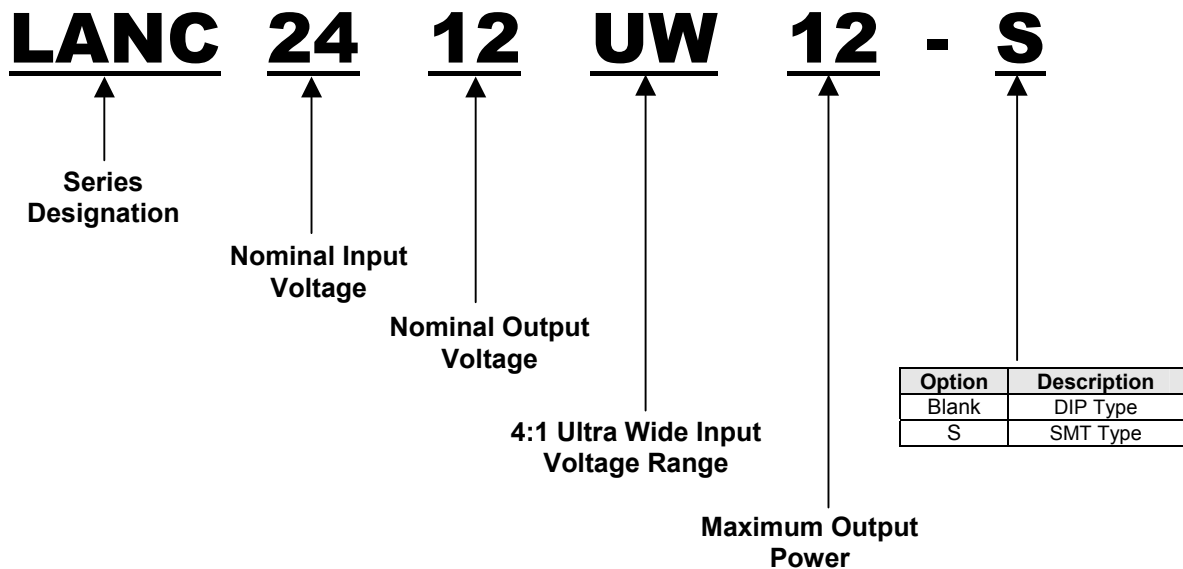 LANC 24 12 UW 12 - S
Series
Designation
Nominal Input
Voltage
Nominal Output
Voltage
4:1 Ultra Wide Input
Voltage Range
Maximum Output
Power
Option Description
Blank DIP Type
S SMT Type